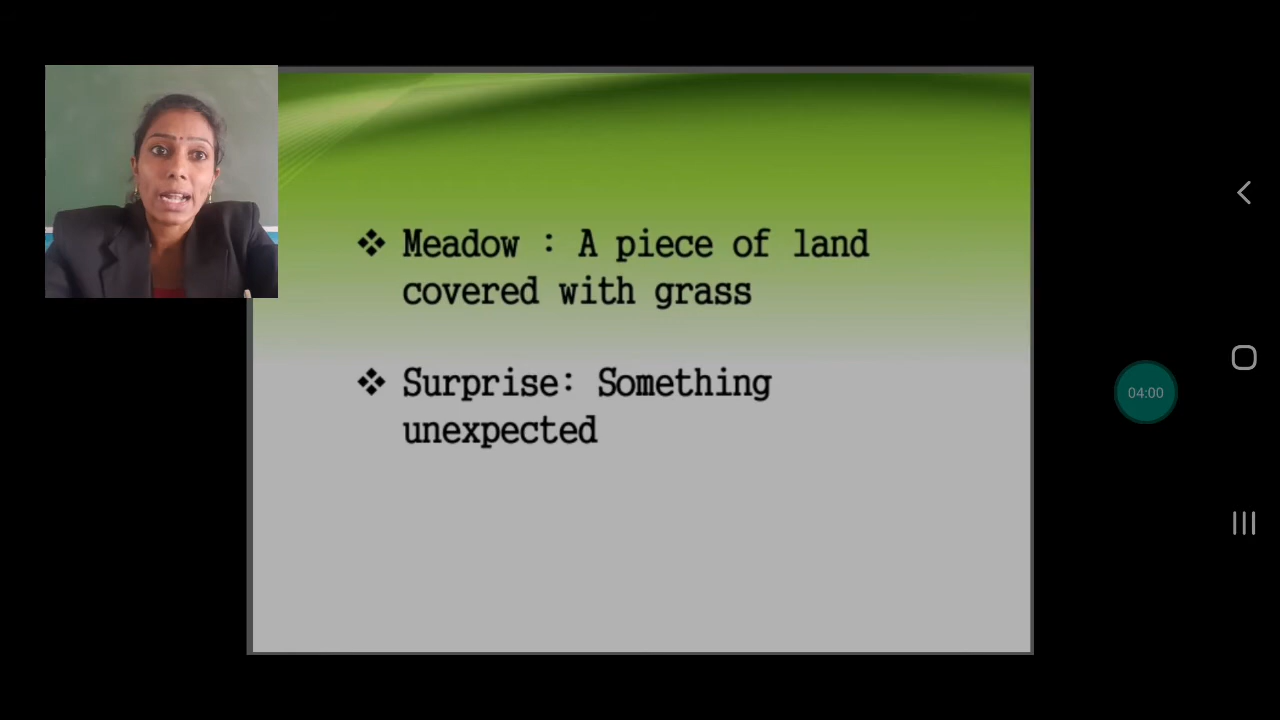 ❖ Meadow : A piece of land
covered with grass
❖ Surprise: Something
unexpected
04:00